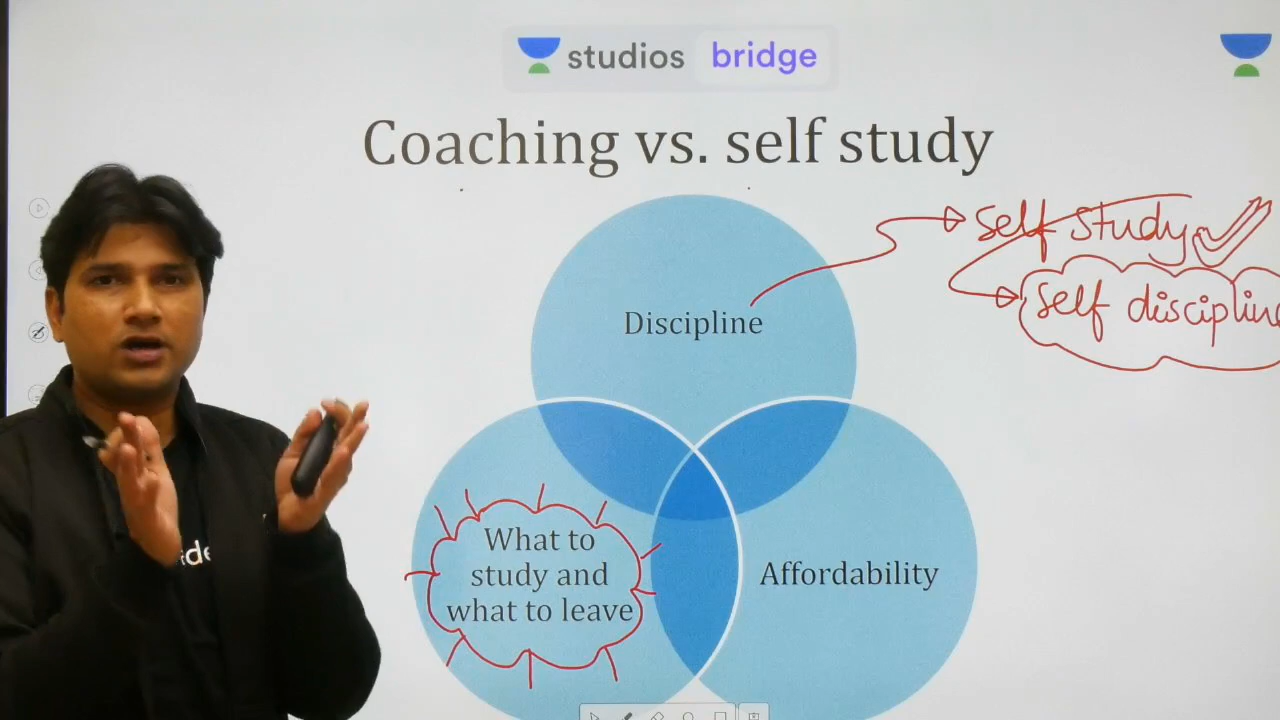 studios bridge
Coaching vs. self study
self study
self discipline
Discipline
What to
study and
what to leave
Affordability
de